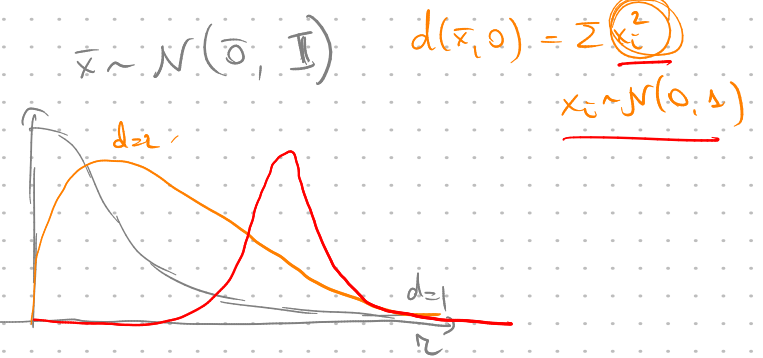 x̄ ~ N(0̄, I)
d(x̄, 0) = Σ xᵢ²
xᵢ ~ N(0, 1)
d=2
d=1
r